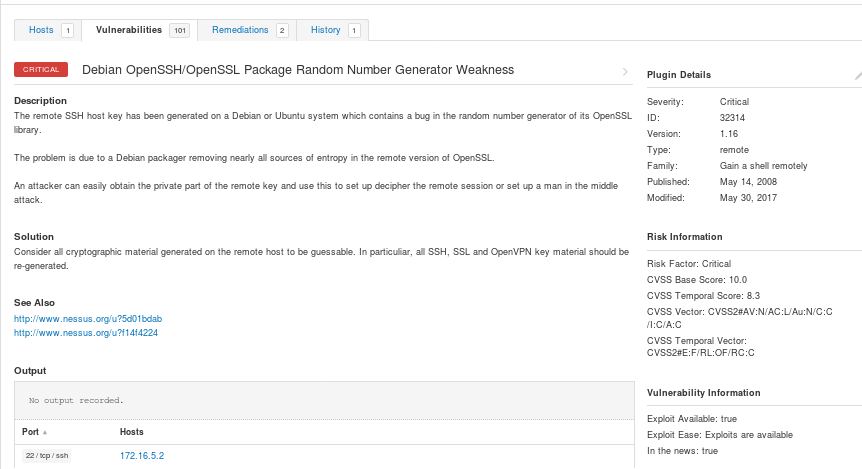 Hosts 1 Vulnerabilities 101 Remediations 2 History 1
CRITICAL Debian OpenSSH/OpenSSL Package Random Number Generator Weakness
Description
The remote SSH host key has been generated on a Debian or Ubuntu system which contains a bug in the random number generator of its OpenSSL
library.
The problem is due to a Debian packager removing nearly all sources of entropy in the remote version of OpenSSL.
An attacker can easily obtain the private part of the remote key and use this to set up decipher the remote session or set up a man in the middle
attack.
Solution
Consider all cryptographic material generated on the remote host to be guessable. In particuliar, all SSH, SSL and OpenVPN key material should be
re-generated.
See Also
http://www.nessus.org/u?5d01bdab
http://www.nessus.org/u?f14f4224
Output
No output recorded.
Port Hosts
22 / tcp / ssh 172.16.5.2
Plugin Details
Severity: Critical
ID: 32314
Version: 1.16
Type: remote
Family: Gain a shell remotely
Published: May 14, 2008
Modified: May 30, 2017
Risk Information
Risk Factor: Critical
CVSS Base Score: 10.0
CVSS Temporal Score: 8.3
CVSS Vector: CVSS2#AV:N/AC:L/Au:N/C:C
/I:C/A:C
CVSS Temporal Vector:
CVSS2#E:F/RL:OF/RC:C
Vulnerability Information
Exploit Available: true
Exploit Ease: Exploits are available
In the news: true